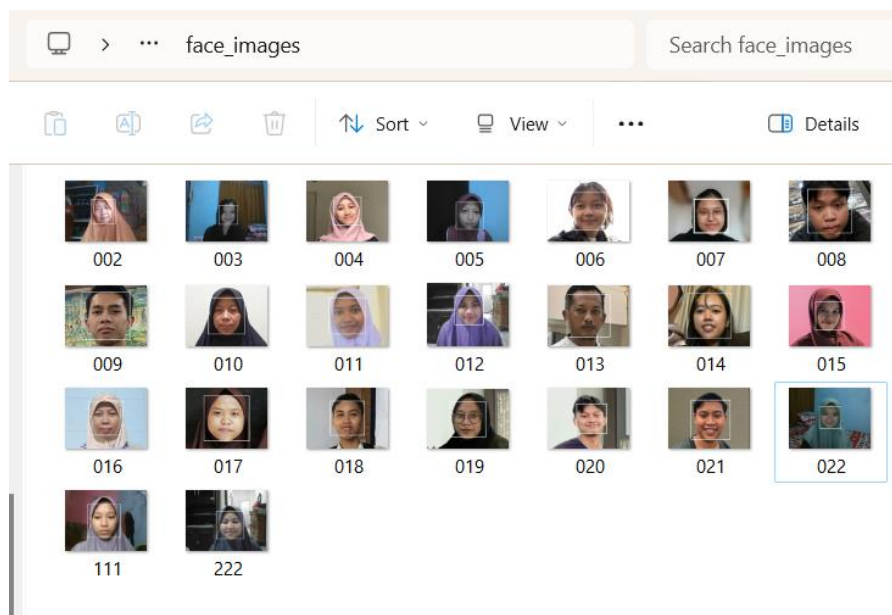 face_images
Search face_images
Sort
View
Details
002 003 004 005 006 007 008
009 010 011 012 013 014 015
016 017 018 019 020 021 022
111 222